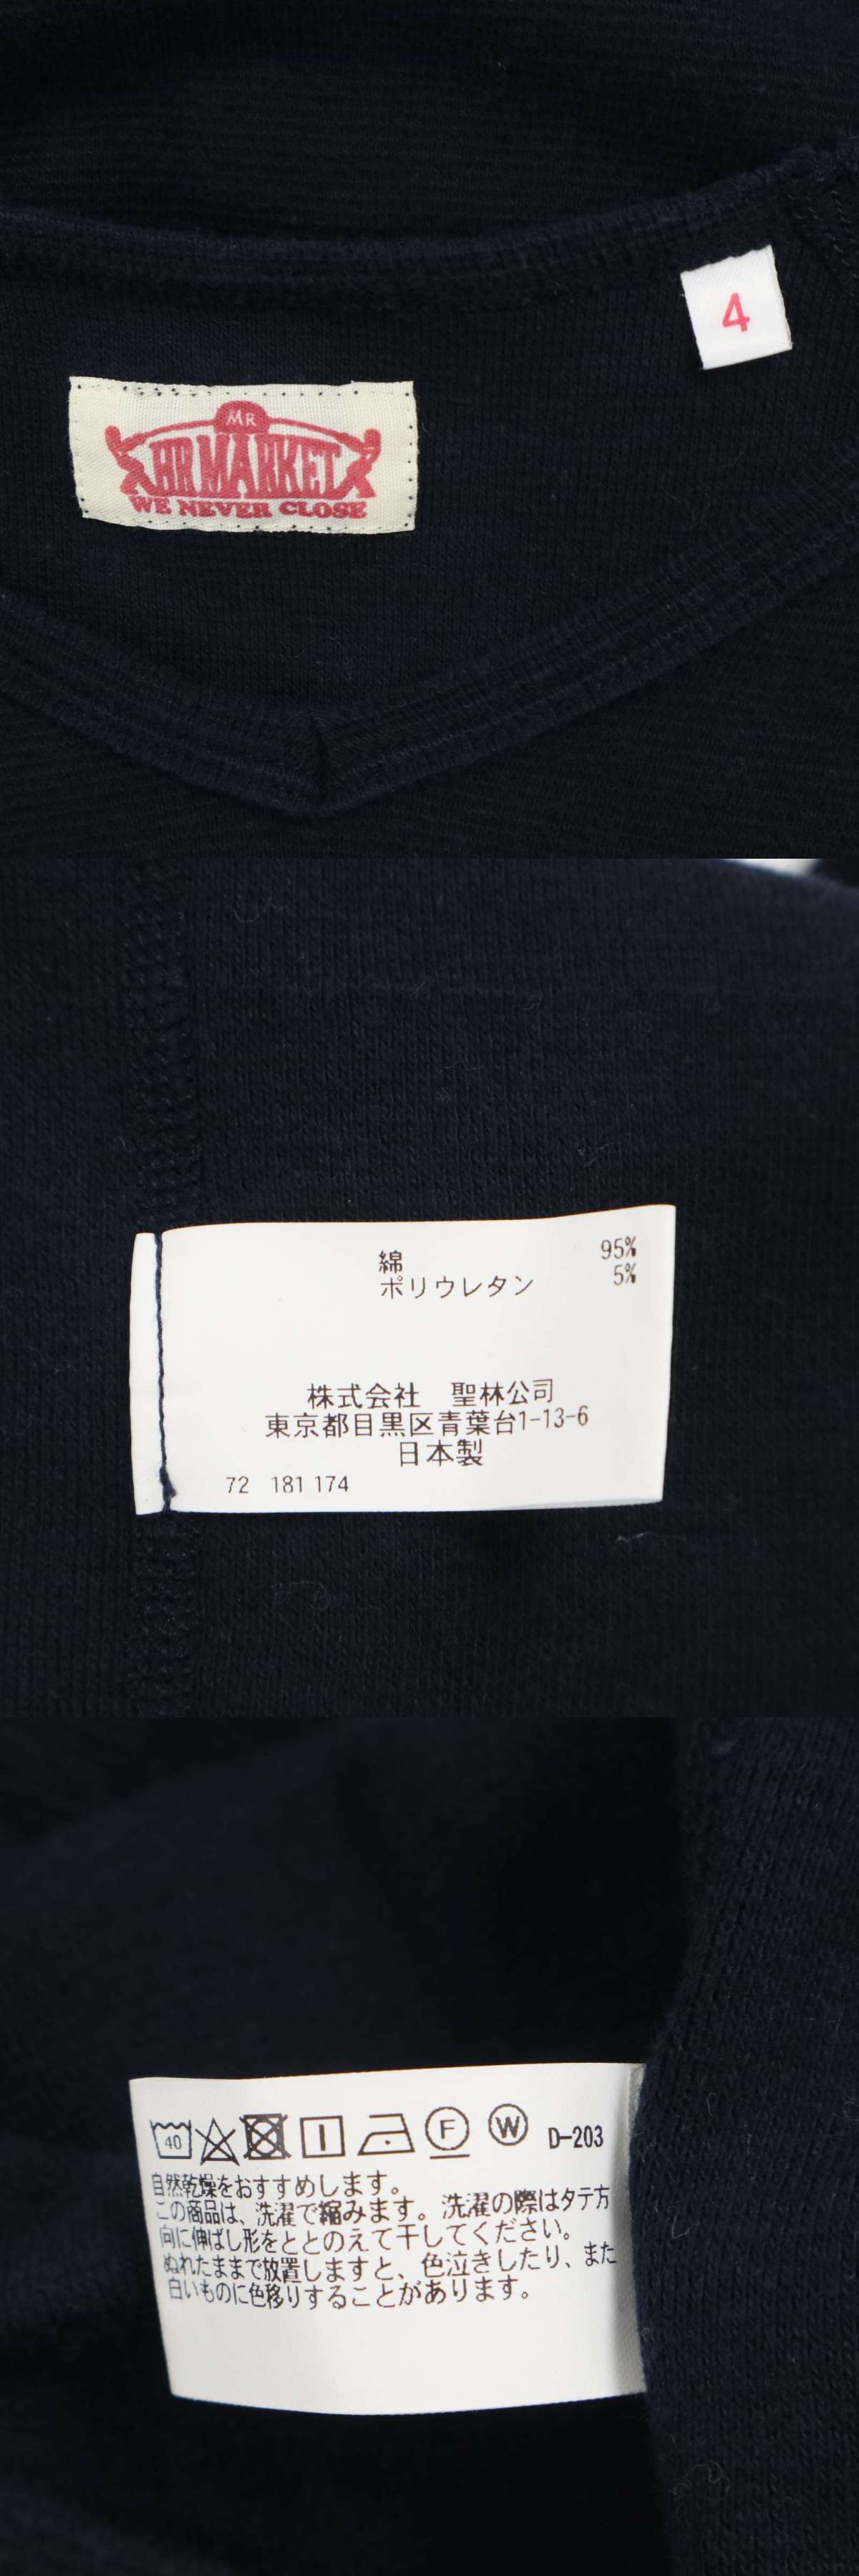 4
MR
HR MARKET
WE NEVER CLOSE
綿 95%
ポリウレタン 5%
株式会社 聖林公司
東京都目黒区青葉台1-13-6
日本製
72 181 174
40 F W D-203
自然乾燥をおすすめします。
この商品は、洗濯で縮みます。洗濯の際はタテ方
向に伸ばし形をととのえて干してください。
ぬれたままで放置しますと、色泣きしたり、また
白いものに色移りすることがあります。